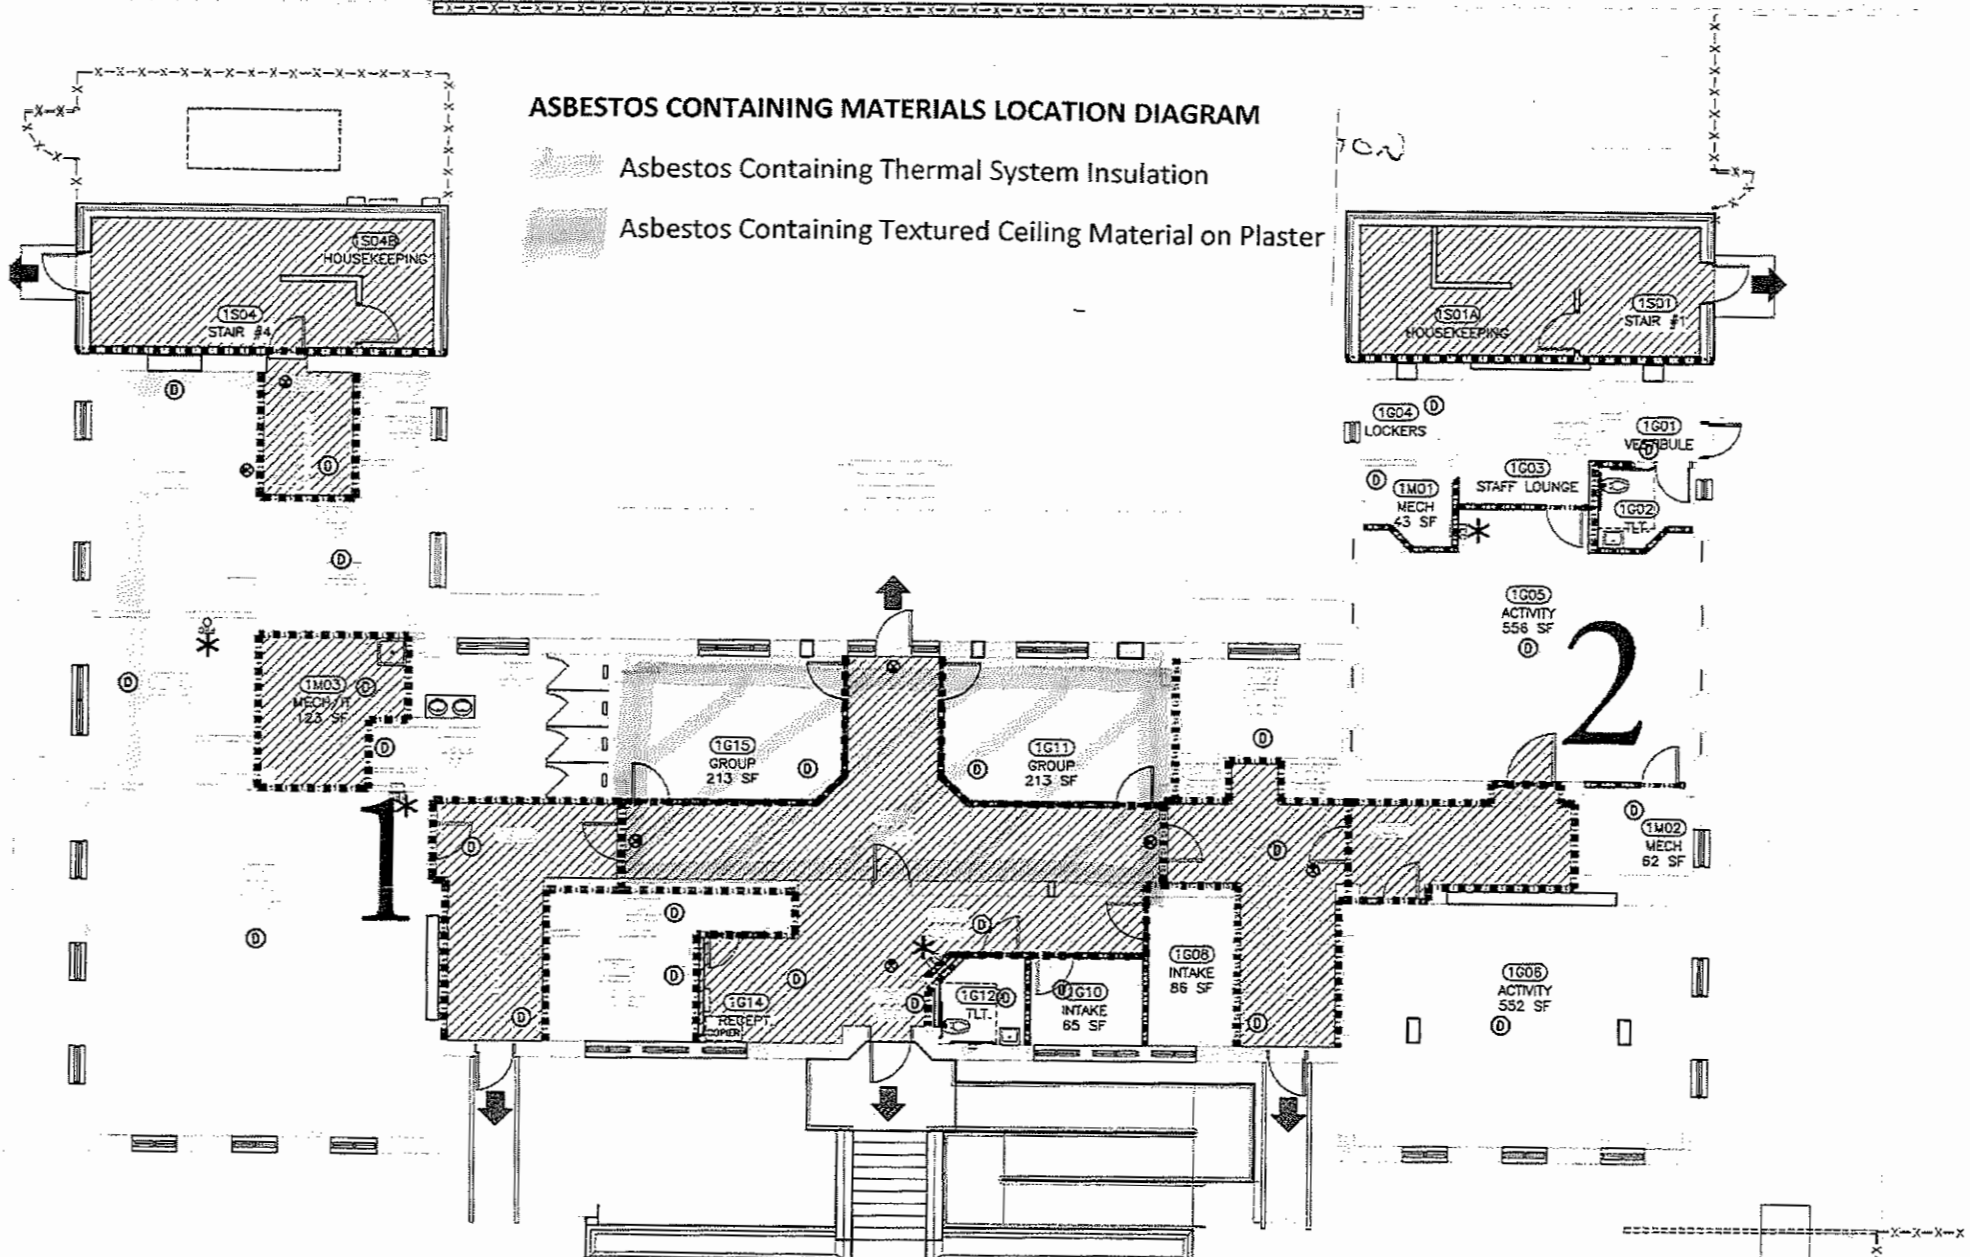 ASBESTOS CONTAINING MATERIALS LOCATION DIAGRAM
Asbestos Containing Thermal System Insulation
Asbestos Containing Textured Ceiling Material on Plaster
1S04B
HOUSEKEEPING
1S04
STAIR #4
1S01A
HOUSEKEEPING
1S01
STAIR #1
D
1G04
D
LOCKERS
1G01
VESTIBULE
D
D
D
1G03
STAFF LOUNGE
1M01
MECH
43 SF
1G02
TLT.
D
1G05
ACTIVITY
556 SF
D
2
D
1M03
D
MECH/IT
123 SF
D
1G15
GROUP
213 SF
D
1G11
GROUP
213 SF
D
D
1
D
D
D
1M02
MECH
62 SF
D
D
D
D
D
1G14
RECEPT.
COPIER
D
D
1G12
D
TLT.
D
1G10
INTAKE
65 SF
1G08
INTAKE
86 SF
D
D
1G06
ACTIVITY
552 SF
D